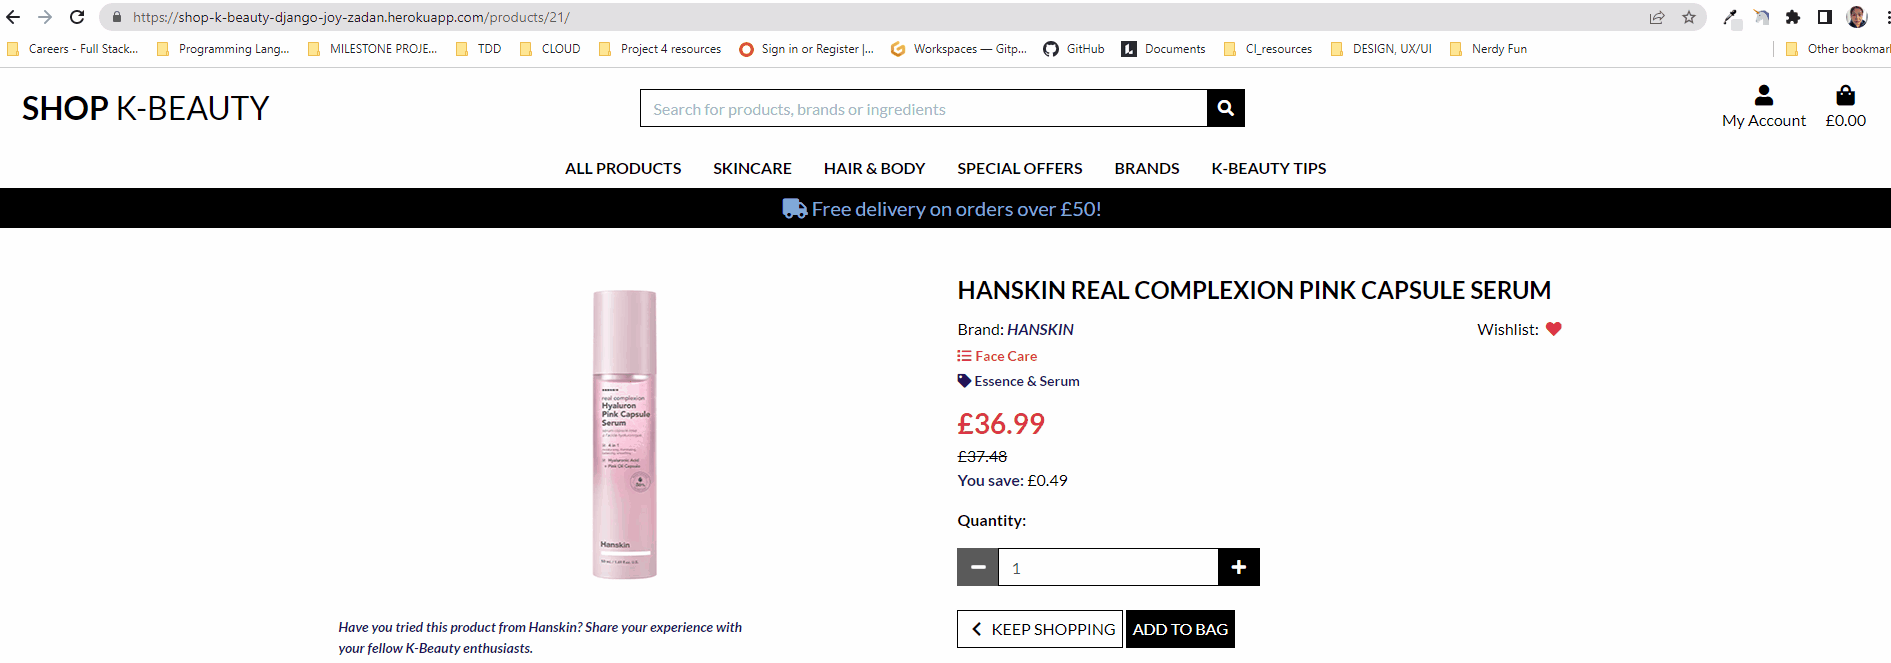 https://shop-k-beauty-django-joy-zadan.herokuapp.com/products/21/
Careers - Full Stack... Programming Lang... MILESTONE PROJE... TDD CLOUD Project 4 resources Sign in or Register |... Workspaces — Gitp... GitHub Documents CI_resources DESIGN, UX/UI Nerdy Fun Other bookmar
SHOP K-BEAUTY
Search for products, brands or ingredients
My Account £0.00
ALL PRODUCTS SKINCARE HAIR & BODY SPECIAL OFFERS BRANDS K-BEAUTY TIPS
Free delivery on orders over £50!
real complexion
Hyaluron
Pink Capsule
Serum
4 in 1
Hyaluronic Acid
Hanskin
Have you tried this product from Hanskin? Share your experience with
your fellow K-Beauty enthusiasts.
HANSKIN REAL COMPLEXION PINK CAPSULE SERUM
Brand: HANSKIN Wishlist:
Face Care
Essence & Serum
£36.99
£37.48
You save: £0.49
Quantity:
1
KEEP SHOPPING ADD TO BAG